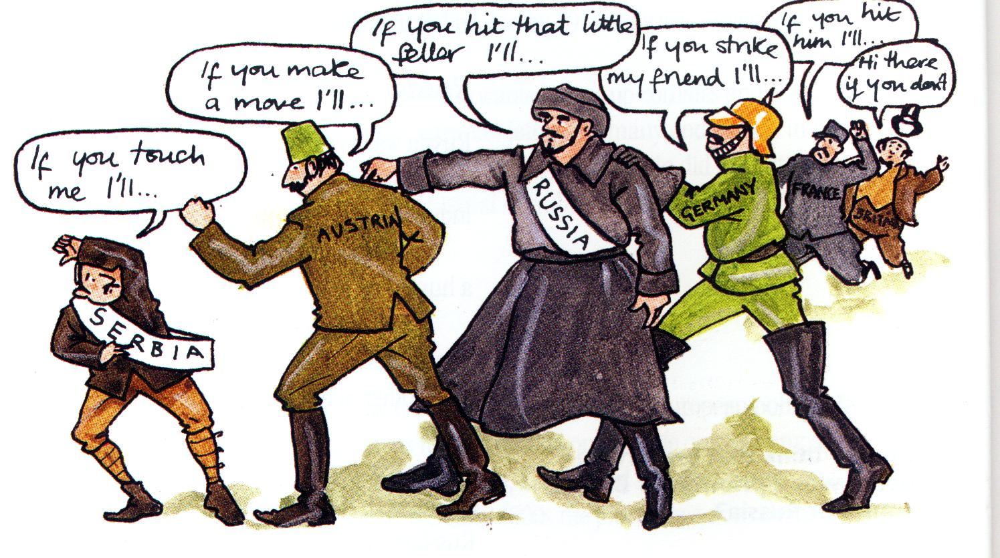 If you touch
me I'll...
If you make
a move I'll...
If you hit that little
fellar I'll...
If you strike
my friend I'll...
If you hit
him I'll...
Hi there
if you don't
SERBIA
AUSTRIA
RUSSIA
GERMANY
FRANCE
BRITAIN